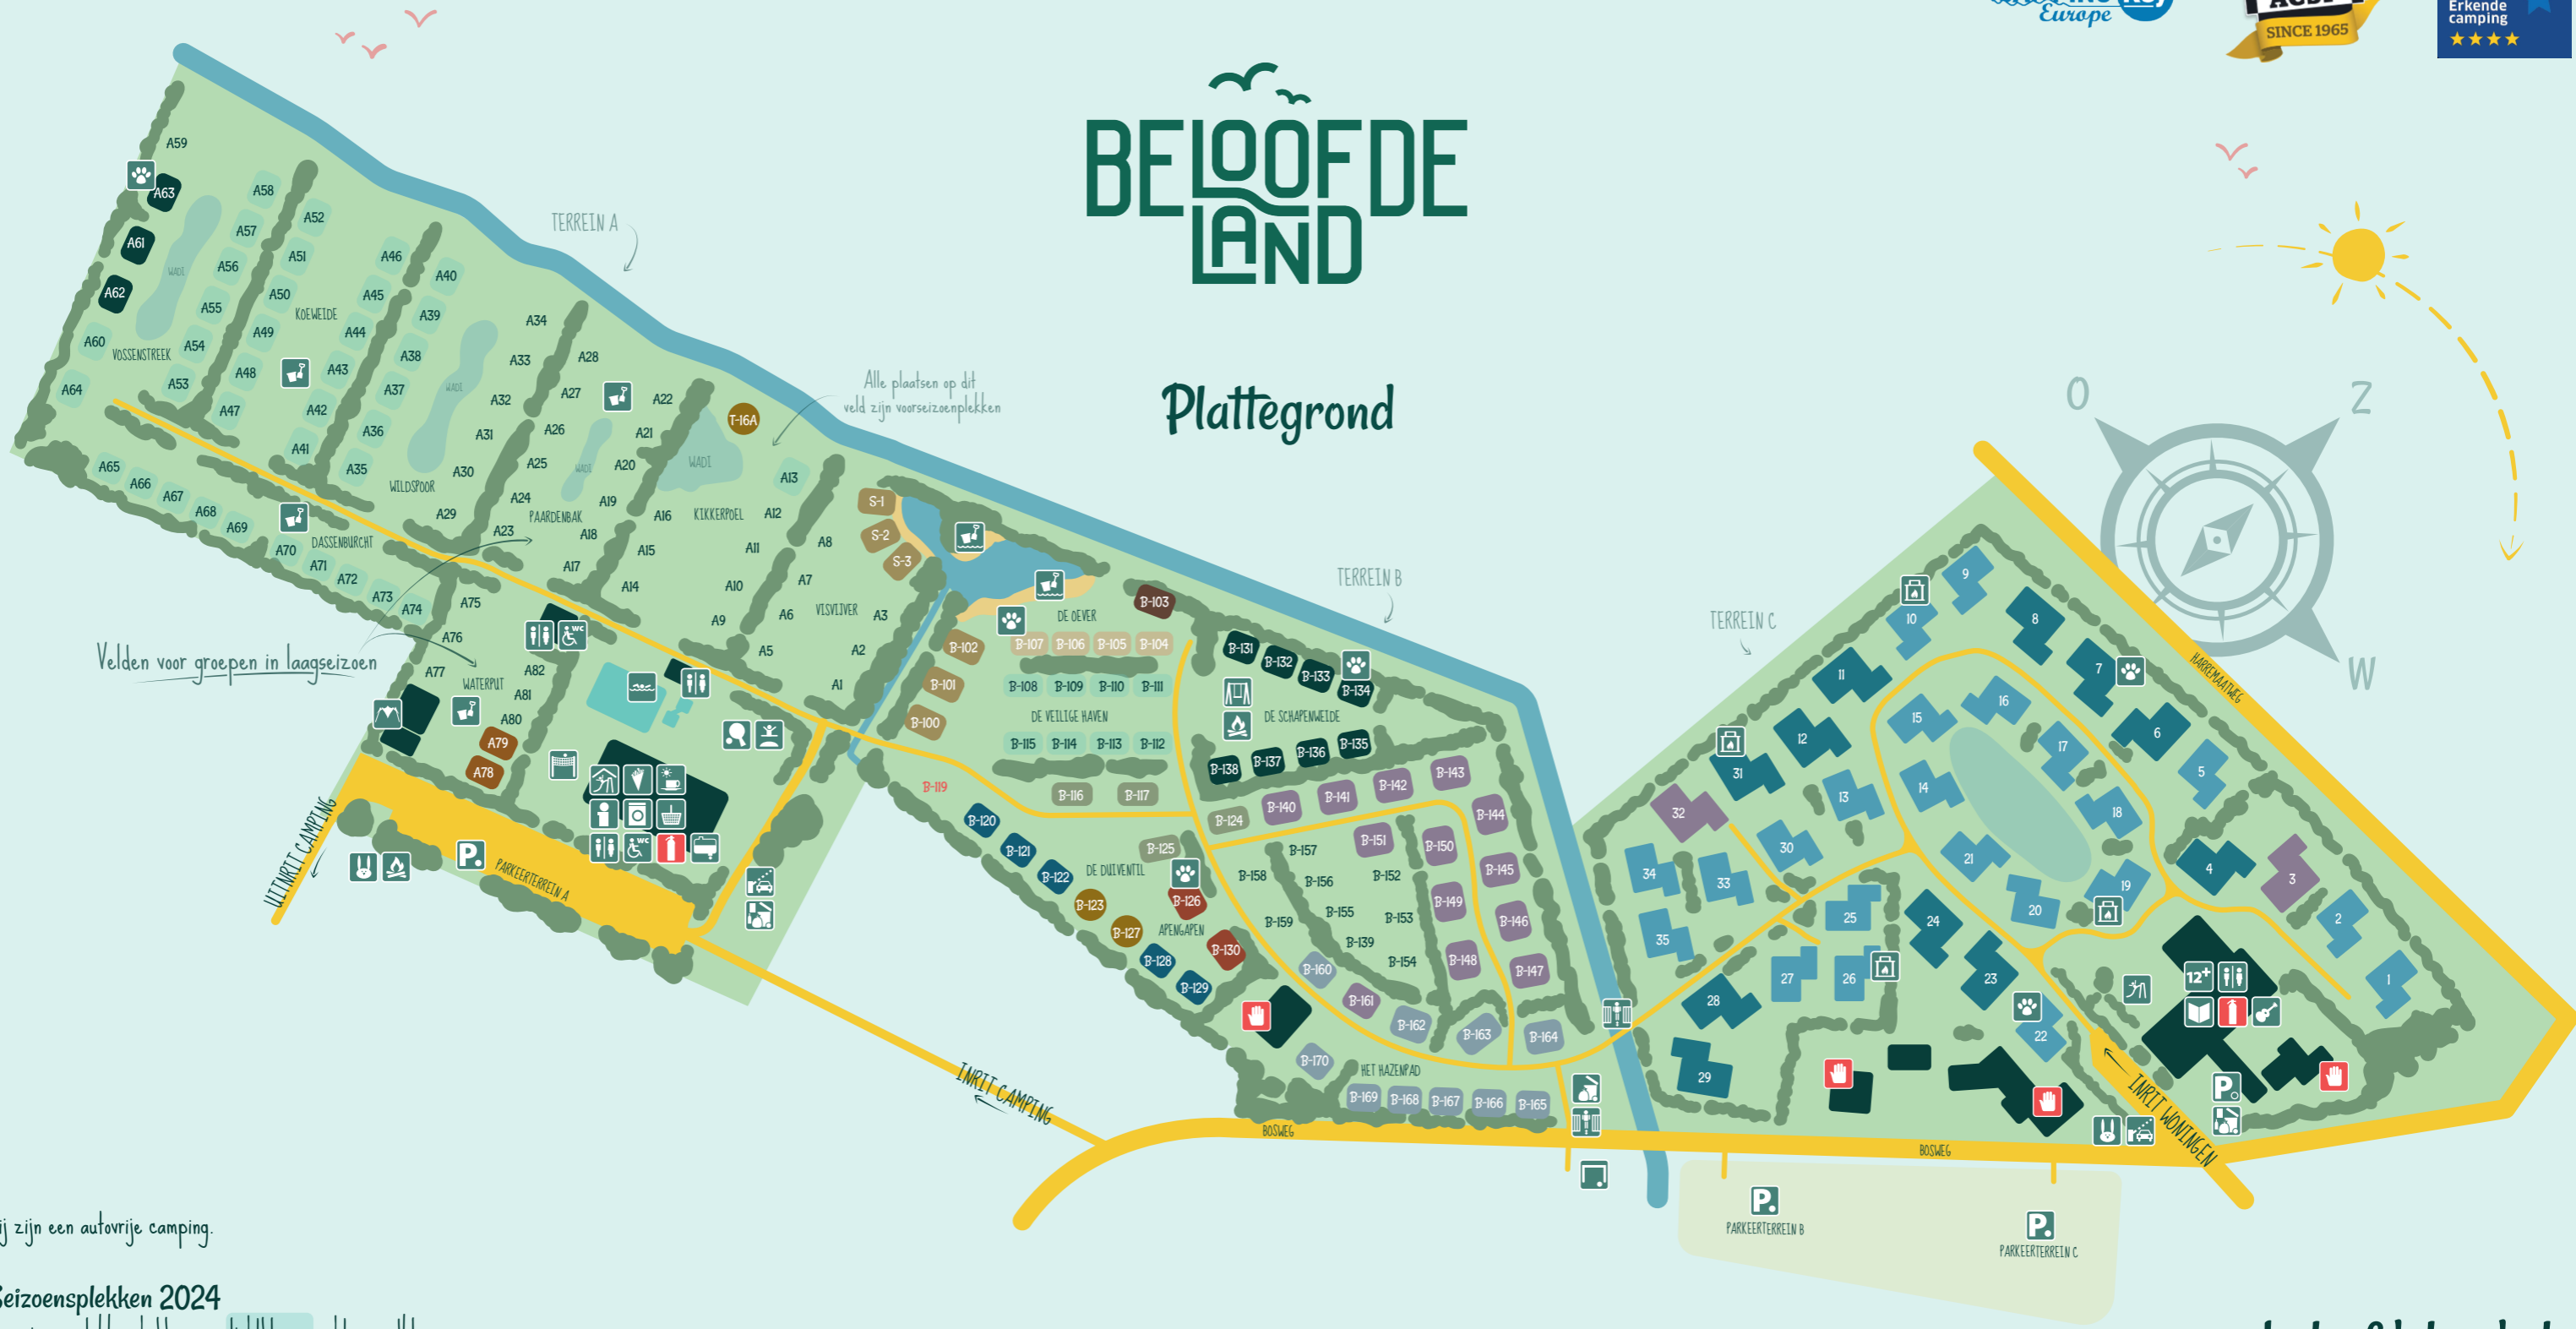 Europe
SINCE 1965
Erkende
camping
BELOOFDE
LAND
Plattegrond
TERREIN A
TERREIN B
TERREIN C
Alle plaatsen op dit
veld zijn voorseizoenplekken
Velden voor groepen in laagseizoen
O
Z
W
A59
A63
A61
A62
A60
A64
WADI
VOSSENSTREEK
A58
A57
A56
A55
A54
A53
A52
A51
A50
A49
A48
A47
KOEWEIDE
A46
A45
A44
A43
A42
A41
A40
A39
A38
A37
A36
A35
WADI
WILDSPOOR
A34
A33
A32
A31
A30
A29
A28
A27
A26
A25
A24
A23
WADI
PAARDENBAK
A22
A21
A20
A19
A18
A17
WADI
T-16A
KIKKERPOEL
A16
A15
A14
A13
A12
A11
A10
A9
A8
A7
A6
A5
VISVIJVER
A3
A2
A1
A65
A66
A67
A68
A69
A70
A71
A72
A73
A74
DASSENBURCHT
A75
A76
A77
WATERPUT
A82
A81
A80
A79
A78
WC
WC
P.
PARKEERTERREIN A
UITNRIT CAMPING
INRIT CAMPING
S-1
S-2
S-3
DE OEVER
B-103
B-102
B-101
B-100
B-107
B-106
B-105
B-104
B-108
B-109
B-110
B-111
DE VEILIGE HAVEN
B-115
B-114
B-113
B-112
B-116
B-117
B-119
B-120
B-121
B-122
B-123
B-124
B-125
DE DUIVENTIL
B-126
B-127
APENGAPEN
B-128
B-129
B-130
B-131
B-132
B-133
B-134
DE SCHAPENWEIDE
B-135
B-136
B-137
B-138
B-140
B-141
B-142
B-143
B-144
B-145
B-146
B-147
B-148
B-149
B-150
B-151
B-152
B-153
B-154
B-139
B-155
B-156
B-157
B-158
B-159
B-160
B-161
B-162
B-163
B-164
B-170
HET HAZENPAD
B-169
B-168
B-167
B-166
B-165
BOSWEG
BOSWEG
HARREMAATWEG
INRIT WONINGEN
1
2
3
4
5
6
7
8
9
10
11
12
13
14
15
16
17
18
19
20
21
22
23
24
25
26
27
28
29
30
31
32
33
34
35
12+
P.
P.
PARKEERTERREIN B
P.
PARKEERTERREIN C
zijn een autovrije camping.
Seizoensplekken 2024